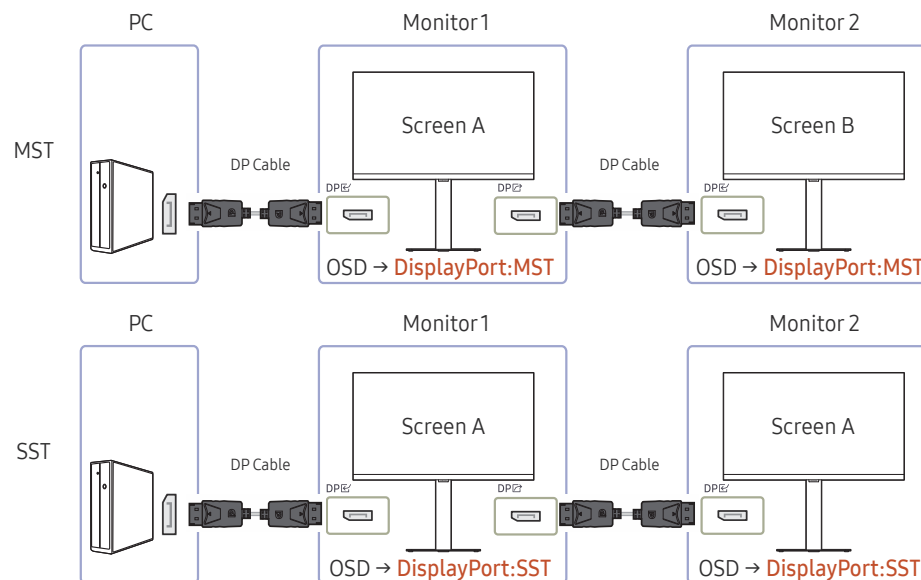 PC Monitor 1 Monitor 2
Screen A Screen B
MST
DP Cable DP Cable
DP DP DP
OSD → DisplayPort:MST OSD → DisplayPort:MST
PC Monitor 1 Monitor 2
Screen A Screen A
SST
DP Cable DP Cable
DP DP DP
OSD → DisplayPort:SST OSD → DisplayPort:SST